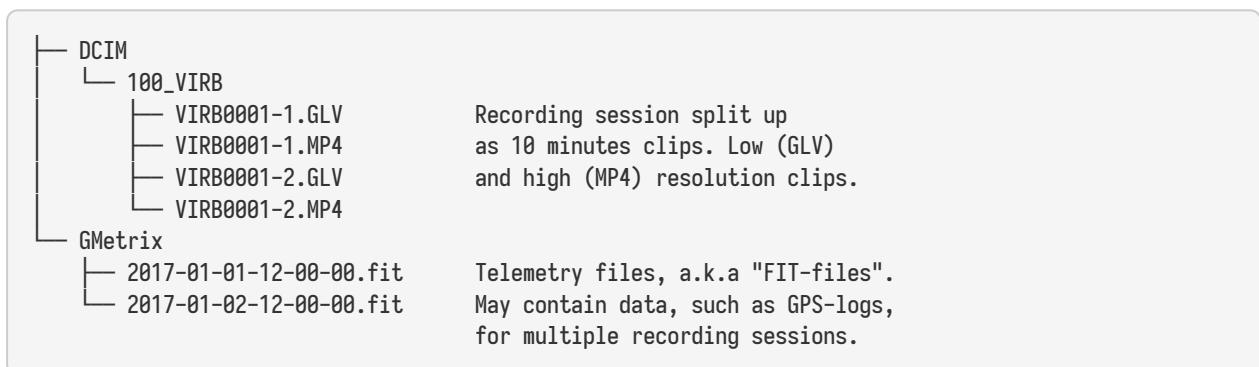 ├── DCIM
│   └── 100_VIRB
│       ├── VIRB0001-1.GLV        Recording session split up
│       ├── VIRB0001-1.MP4        as 10 minutes clips. Low (GLV)
│       ├── VIRB0001-2.GLV        and high (MP4) resolution clips.
│       └── VIRB0001-2.MP4
└── GMetrix
    ├── 2017-01-01-12-00-00.fit   Telemetry files, a.k.a "FIT-files".
    └── 2017-01-02-12-00-00.fit   May contain data, such as GPS-logs,
                                  for multiple recording sessions.